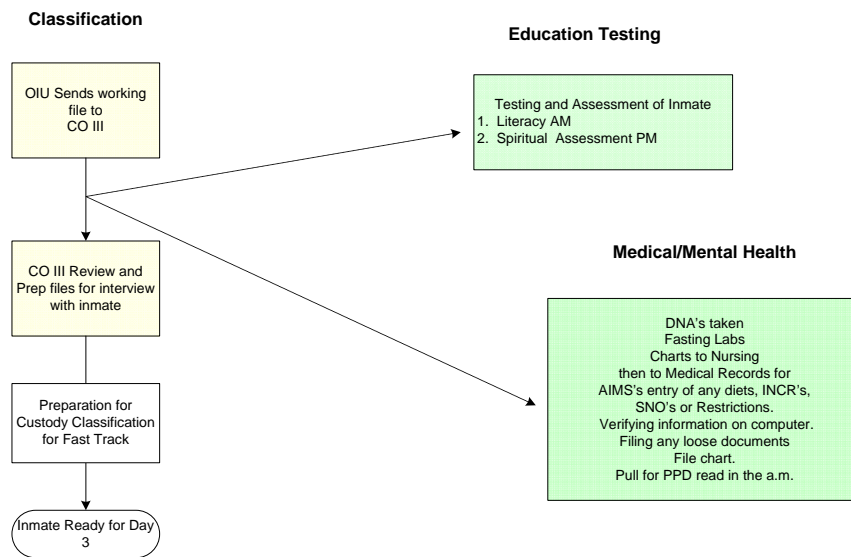 Classification
OIU Sends working
file to
CO III
CO III Review and
Prep files for interview
with inmate
Preparation for
Custody Classification
for Fast Track
Inmate Ready for Day
3
Education Testing
Testing and Assessment of Inmate
1. Literacy AM
2. Spiritual Assessment PM
Medical/Mental Health
DNA's taken
Fasting Labs
Charts to Nursing
then to Medical Records for
AIMS's entry of any diets, INCR's,
SNO's or Restrictions.
Verifying information on computer.
Filing any loose documents
File chart.
Pull for PPD read in the a.m.